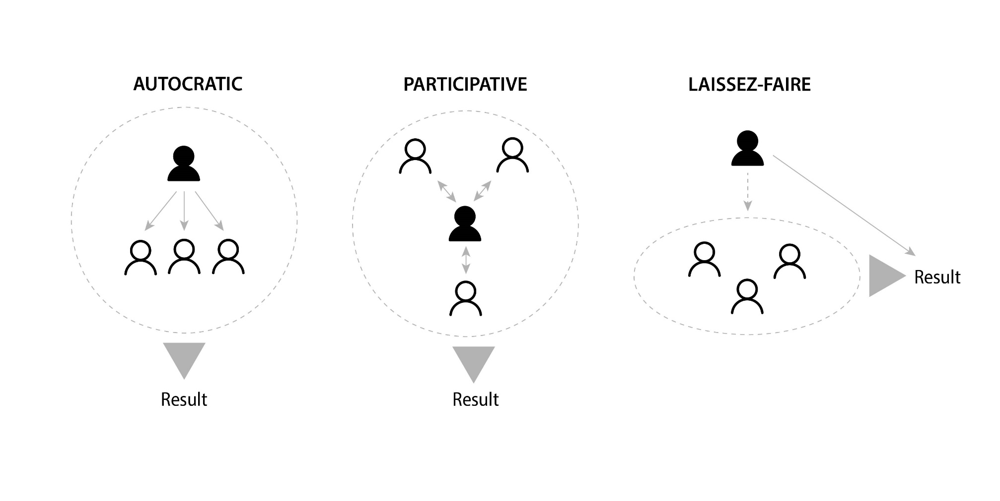 AUTOCRATIC
PARTICIPATIVE
LAISSEZ-FAIRE
Result
Result
Result